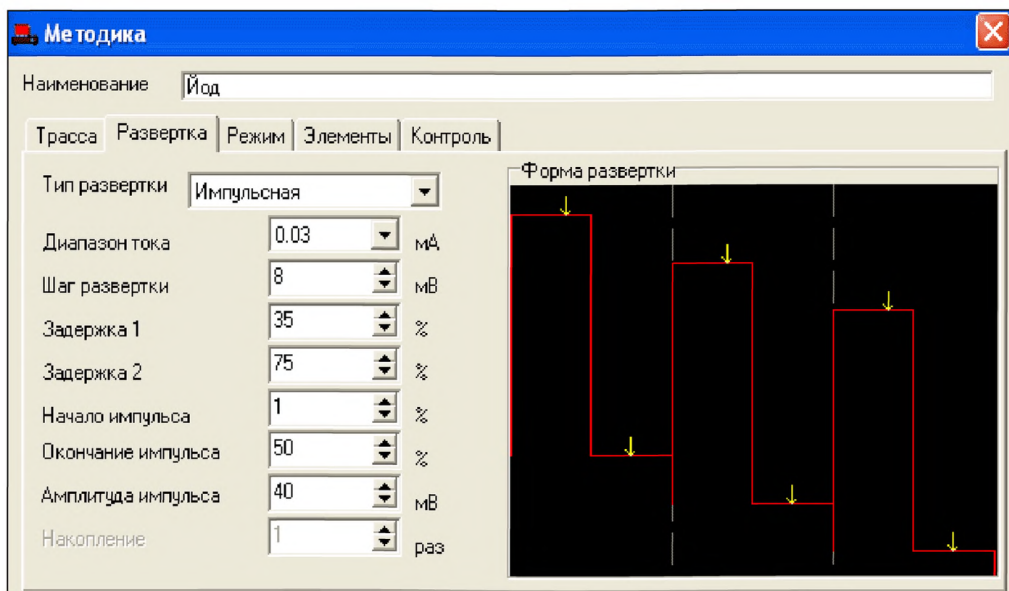 Методика
Наименование Йод
Трасса Развертка Режим Элементы Контроль
Тип развертки Импульсная
Форма развертки
Диапазон тока 0.03 мА
Шаг развертки 8 мВ
Задержка 1 35 %
Задержка 2 75 %
Начало импульса 1 %
Окончание импульса 50 %
Амплитуда импульса 40 мВ
Накопление 1 раз